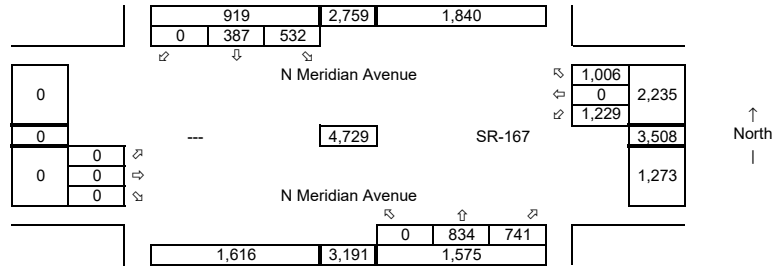 919 2,759 1,840
0 387 532
⬃ ⇩ ⬂
N Meridian Avenue
⬁ 1,006
0 ⇦ 0 2,235
⬃ 1,229
0 --- 4,729 SR-167 3,508
0 ⬀
0 0 ⇨ 1,273
0 ⬂
N Meridian Avenue
⬁ ⇧ ⬀
0 834 741
1,616 3,191 1,575
↑
North
|